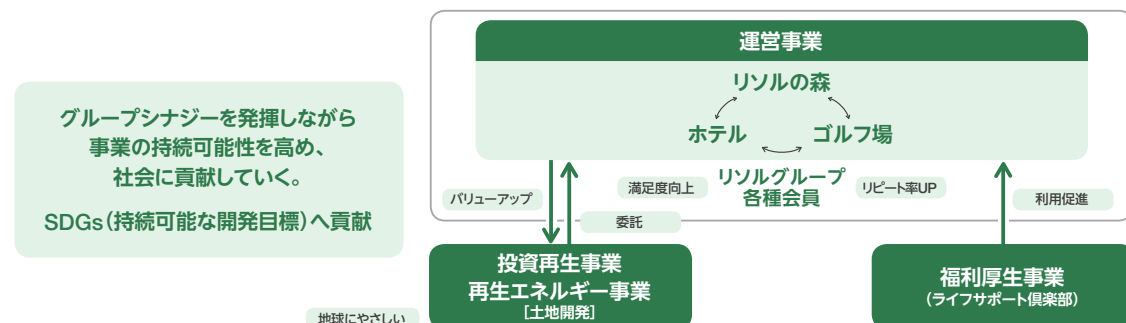 グループシナジーを発揮しながら
事業の持続可能性を高め、
社会に貢献していく。
SDGs（持続可能な開発目標）へ貢献
運営事業
リソルの森
ホテル
ゴルフ場
バリューアップ
満足度向上
リソルグループ
各種会員
リピート率UP
利用促進
委託
投資再生事業
再生エネルギー事業
［土地開発］
福利厚生事業
（ライフサポート倶楽部）
地球にやさしい